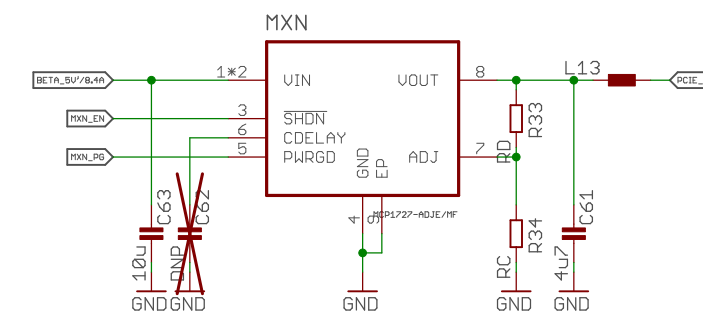 MXN
BETA_5V'/8.4A
1*2
VIN
VOUT
8
L13
PCIE_
MXN_EN
3
SHDN
6
CDELAY
MXN_PG
5
PWRGD
GND
EP
ADJ
7
R33
RD
MCP1727-ADJE/MF
4
9
C63
10u
C62
DNP
R34
RC
C61
4u7
GND
GND
GND
GND
GND